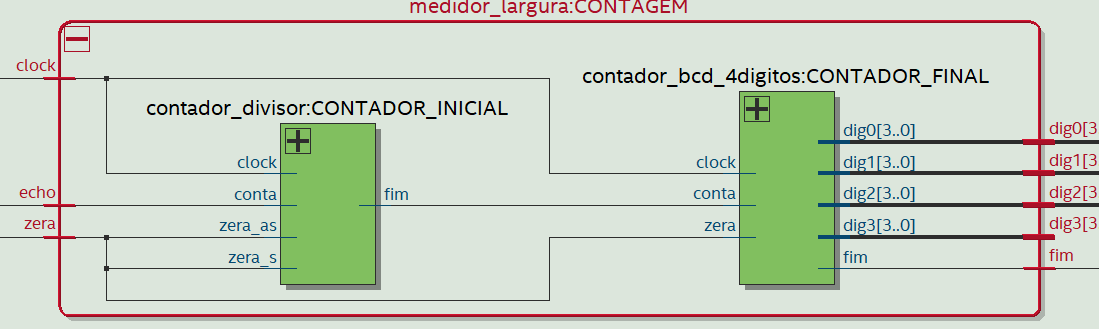 medidor_largura:CONTAGEM
clock
contador_bcd_4digitos:CONTADOR_FINAL
contador_divisor:CONTADOR_INICIAL
dig0[3..0]
dig0[3
clock
clock
dig1[3..0]
dig1[3
echo
conta
fim
conta
dig2[3..0]
dig2[3
zera
zera_as
zera
dig3[3..0]
dig3[3
zera_s
fim
fim